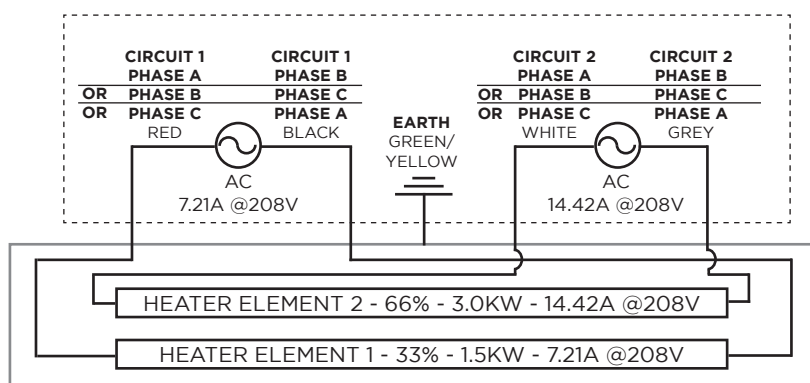 CIRCUIT 1
PHASE A
OR PHASE B
OR PHASE C
RED
CIRCUIT 1
PHASE B
PHASE C
PHASE A
BLACK
AC
7.21A @208V
EARTH
GREEN/
YELLOW
CIRCUIT 2
PHASE A
OR PHASE B
OR PHASE C
WHITE
CIRCUIT 2
PHASE B
PHASE C
PHASE A
GREY
AC
14.42A @208V
HEATER ELEMENT 2 - 66% - 3.0KW - 14.42A @208V
HEATER ELEMENT 1 - 33% - 1.5KW - 7.21A @208V